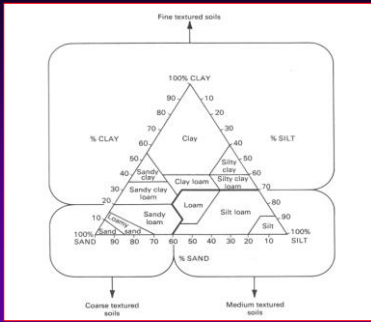 Fine textured soils
100% CLAY
90 10
80 20
70 30
% CLAY 60 40 % SILT
Clay
50 50
Sandy clay
Silty clay
40 60
Clay loam
Silty clay loam
30 70
Sandy clay loam
20 80
Loam
Silt loam
10 90
Sandy loam
Loamy sand
Sand
Silt
100% SAND 90 80 70 60 50 40 30 20 10 100% SILT
% SAND
Coarse textured soils
Medium textured soils